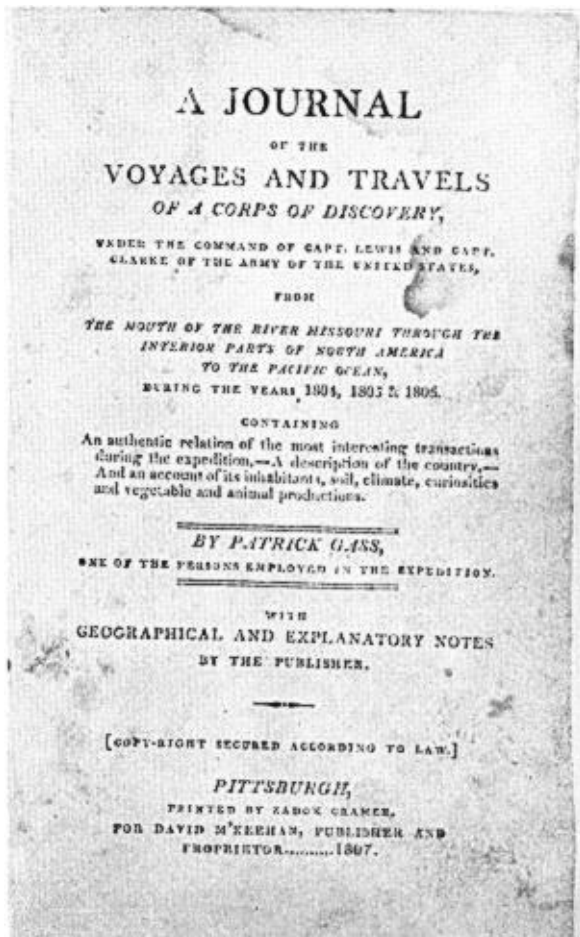 A JOURNAL
OF THE
VOYAGES AND TRAVELS
OF A CORPS OF DISCOVERY,
UNDER THE COMMAND OF CAPT. LEWIS AND CAPT.
CLARKE OF THE ARMY OF THE UNITED STATES,
FROM
THE MOUTH OF THE RIVER MISSOURI THROUGH THE
INTERIOR PARTS OF NORTH AMERICA
TO THE PACIFIC OCEAN,
DURING THE YEARS 1804, 1805 & 1806.
CONTAINING
An authentic relation of the most interesting transactions
during the expedition,—A description of the country,—
And an account of its inhabitants, soil, climate, curiosities
and vegetable and animal productions.
BY PATRICK GASS,
ONE OF THE PERSONS EMPLOYED IN THE EXPEDITION.
WITH
GEOGRAPHICAL AND EXPLANATORY NOTES
BY THE PUBLISHER.
[COPY-RIGHT SECURED ACCORDING TO LAW.]
PITTSBURGH,
PRINTED BY ZADOK CRAMER,
FOR DAVID M'KEEHAN, PUBLISHER AND
PROPRIETOR..........1807.